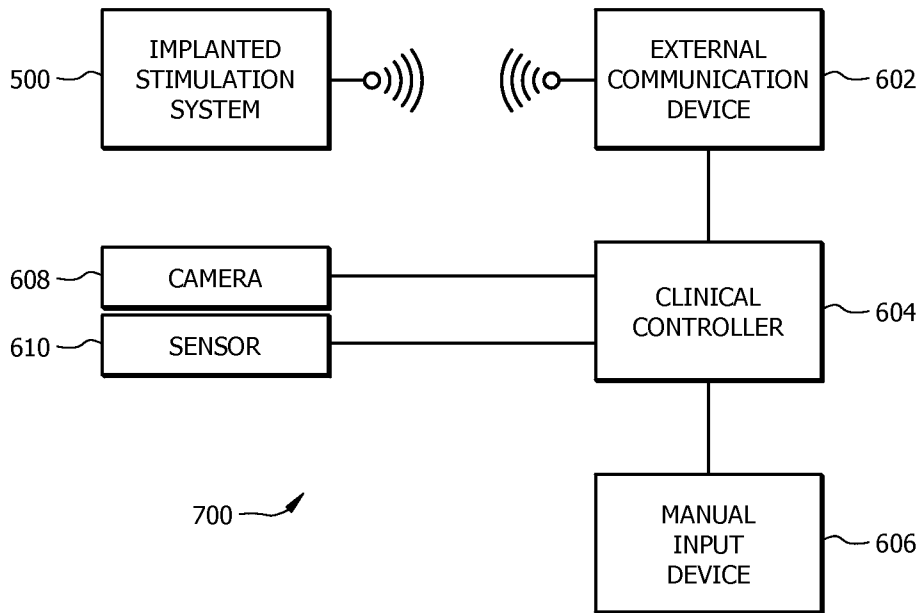 500
IMPLANTED
STIMULATION
SYSTEM
EXTERNAL
COMMUNICATION
DEVICE
602
608
CAMERA
610
SENSOR
CLINICAL
CONTROLLER
604
700
MANUAL
INPUT
DEVICE
606